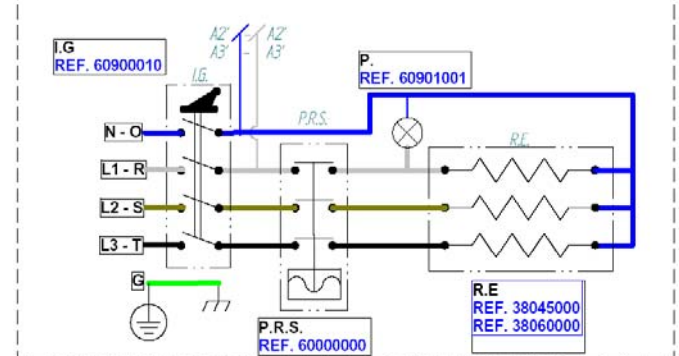 I.G
REF. 60900010
A2' A2'
A3' - A3'
I.G.
P.
REF. 60901001
P.R.S.
R.E.
N - O
L1 - R
L2 - S
L3 - T
G
P.R.S.
REF. 60000000
R.E
REF. 38045000
REF. 38060000